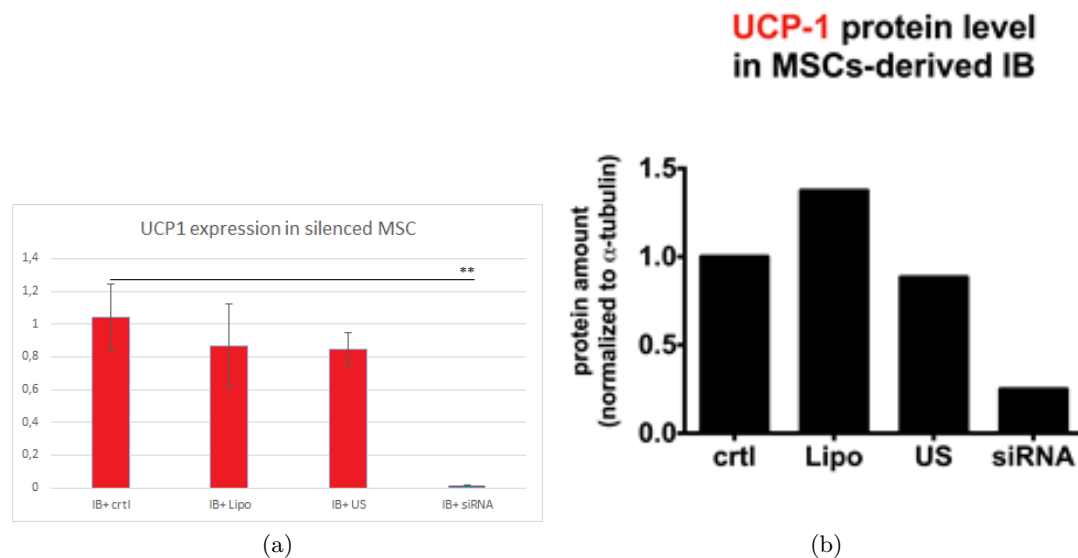 UCP-1 protein level
in MSCs-derived IB
UCP1 expression in silenced MSC
1,4
1,2
1
0,8
0,6
0,4
0,2
0
**
IB+ crtl
IB+ Lipo
IB+ US
IB+ siRNA
(a)
protein amount
(normalized to α-tubulin)
1.5
1.0
0.5
0.0
crtl
Lipo
US
siRNA
(b)